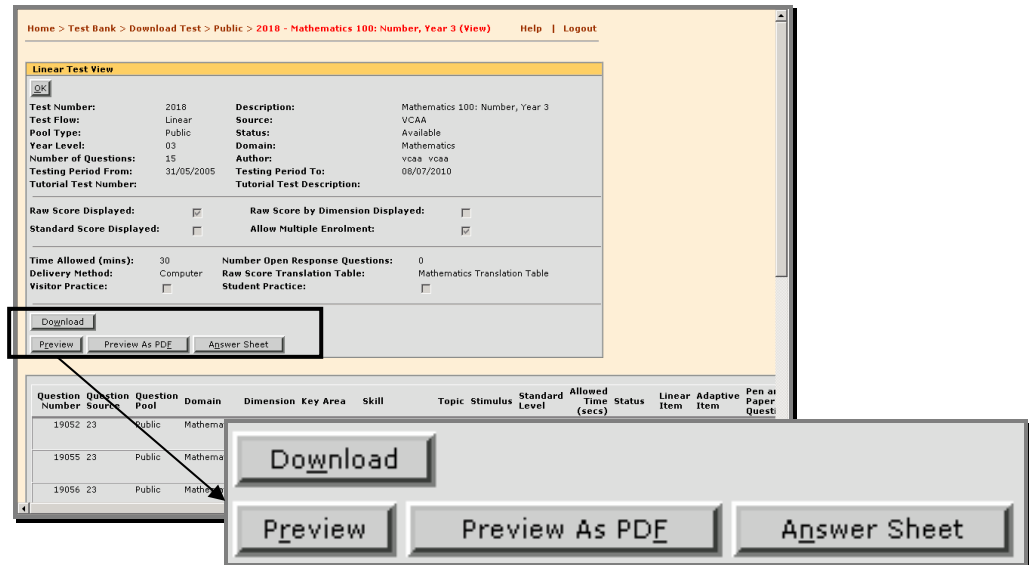 Home > Test Bank > Download Test > Public > 2018 - Mathematics 100: Number, Year 3 (View) Help | Logout
Linear Test View
OK
Test Number: 2018 Description: Mathematics 100: Number, Year 3
Test Flow: Linear Source: VCAA
Pool Type: Public Status: Available
Year Level: 03 Domain: Mathematics
Number of Questions: 15 Author: vcaa vcaa
Testing Period From: 31/05/2005 Testing Period To: 08/07/2010
Tutorial Test Number: Tutorial Test Description:
Raw Score Displayed: Raw Score by Dimension Displayed:
Standard Score Displayed: Allow Multiple Enrolment:
Time Allowed (mins): 30 Number Open Response Questions: 0
Delivery Method: Computer Raw Score Translation Table: Mathematics Translation Table
Visitor Practice: Student Practice:
Download
Preview Preview As PDF Answer Sheet
Question Question Question Domain Dimension Key Area Skill Topic Stimulus Standard Allowed Status Linear Adaptive Pen
Number Source Pool Level Time Item Item Paper
(secs)
19052 23 Public
19055 23 Public
19056 23 Public
Download
Preview Preview As PDF Answer Sheet